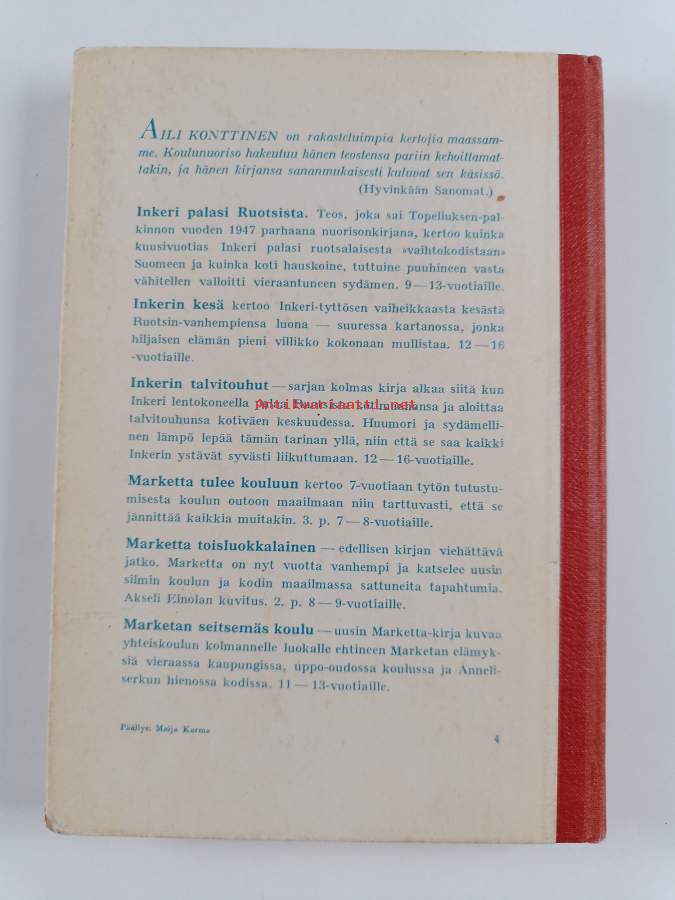 AILI KONTTINEN on rakastetuimpia kertojia maassam-
me. Koulunuoriso hakeutuu hänen teostensa pariin kehoittamat-
takin, ja hänen kirjansa sananmukaisesti kuluvat sen käsissä.
(Hyvinkään Sanomat.)
Inkeri palasi Ruotsista. Teos, joka sai Topeliuksen-pal-
kinnon vuoden 1947 parhaana nuorisonkirjana, kertoo kuinka
kuusivuotias Inkeri palasi ruotsalaisesta »vaihtokodistaan»
Suomeen ja kuinka koti hauskoine, tuttuine puuhineen vasta
vähitellen valloitti vieraantuneen sydämen. 9—13-vuotiaille.
Inkerin kesä kertoo Inkeri-tyttösen vaiheikkaasta kesästä
Ruotsin-vanhempiensa luona — suuressa kartanossa, jonka
hiljaisen elämän pieni villikko kokonaan mullistaa. 12—16
-vuotiaille.
Inkerin talvitouhut — sarjan kolmas kirja alkaa siitä kun
Inkeri lentokoneella palaa Ruotsista kotimaahansa ja aloittaa
antikvariaatti.net
talvitouhunsa kotiväen keskuudessa. Huumori ja sydämelli-
nen lämpö lepää tämän tarinan yllä, niin että se saa kaikki
Inkerin ystävät syvästi liikuttumaan. 12—16-vuotiaille.
Marketta tulee kouluun kertoo 7-vuotiaan tytön tutustu-
misesta koulun outoon maailmaan niin tarttuvasti, että se
jännittää kaikkia muitakin. 3. p. 7—8-vuotiaille.
Marketta toisluokkalainen — edellisen kirjan viehättävä
jatko. Marketta on nyt vuotta vanhempi ja katselee uusin
silmin koulun ja kodin maailmassa sattuneita tapahtumia.
Akseli Einolan kuvitus. 2. p. 8—9-vuotiaille.
Marketan seitsemäs koulu — uusin Marketta-kirja kuvaa
yhteiskoulun kolmannelle luokalle ehtineen Marketan elämyk-
siä vieraassa kaupungissa, uppo-oudossa koulussa ja Anneli-
serkun hienossa kodissa. 11—13-vuotiaille.
Päällys: Maija Karma
4